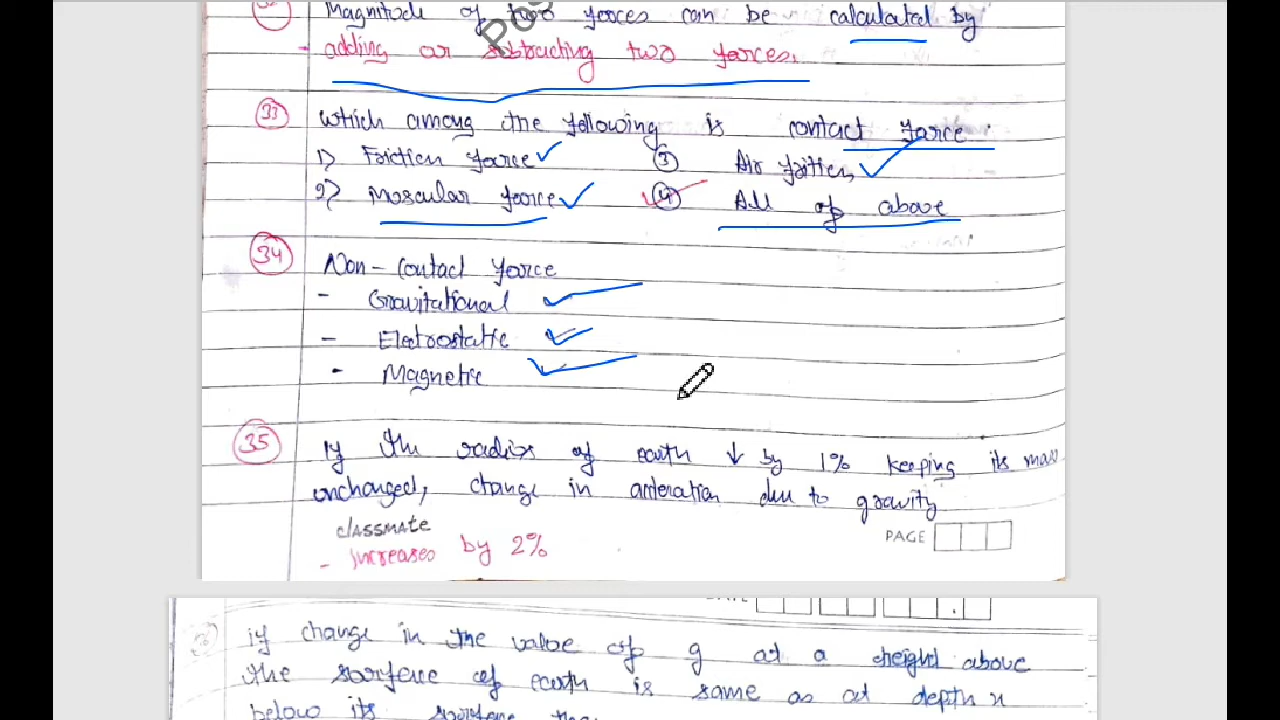 Magnitude of two forces can be calculated by
- adding or subtracting two forces.
33 which among the following is contact force
1) Friction force 3 Air friction
2) Muscular force 4 All of above
34 Non-Contact force
- Gravitational
- Electrostatic
- Magnetic
35 If the radius of earth ↓ by 1% keeping its mass
unchanged, change in acceleration due to gravity
classmate
PAGE
- increases by 2%
if change in the value of g at a height above
the surface of earth is same as at depth x
below its surface